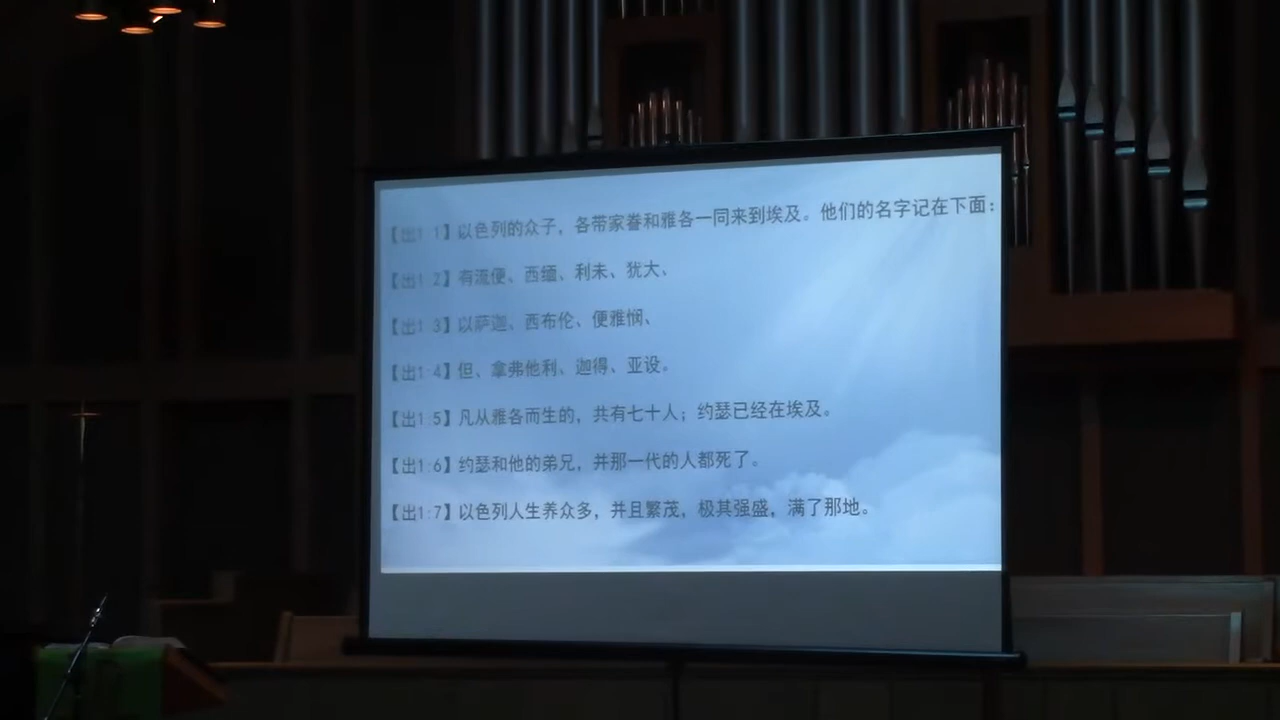 【出1:1】以色列的众子，各带家眷和雅各一同来到埃及。他们的名字记在下面：
【出1:2】有流便、西缅、利未、犹大、
【出1:3】以萨迦、西布伦、便雅悯、
【出1:4】但、拿弗他利、迦得、亚设。
【出1:5】凡从雅各而生的，共有七十人；约瑟已经在埃及。
【出1:6】约瑟和他的弟兄，并那一代的人都死了。
【出1:7】以色列人生养众多，并且繁茂，极其强盛，满了那地。